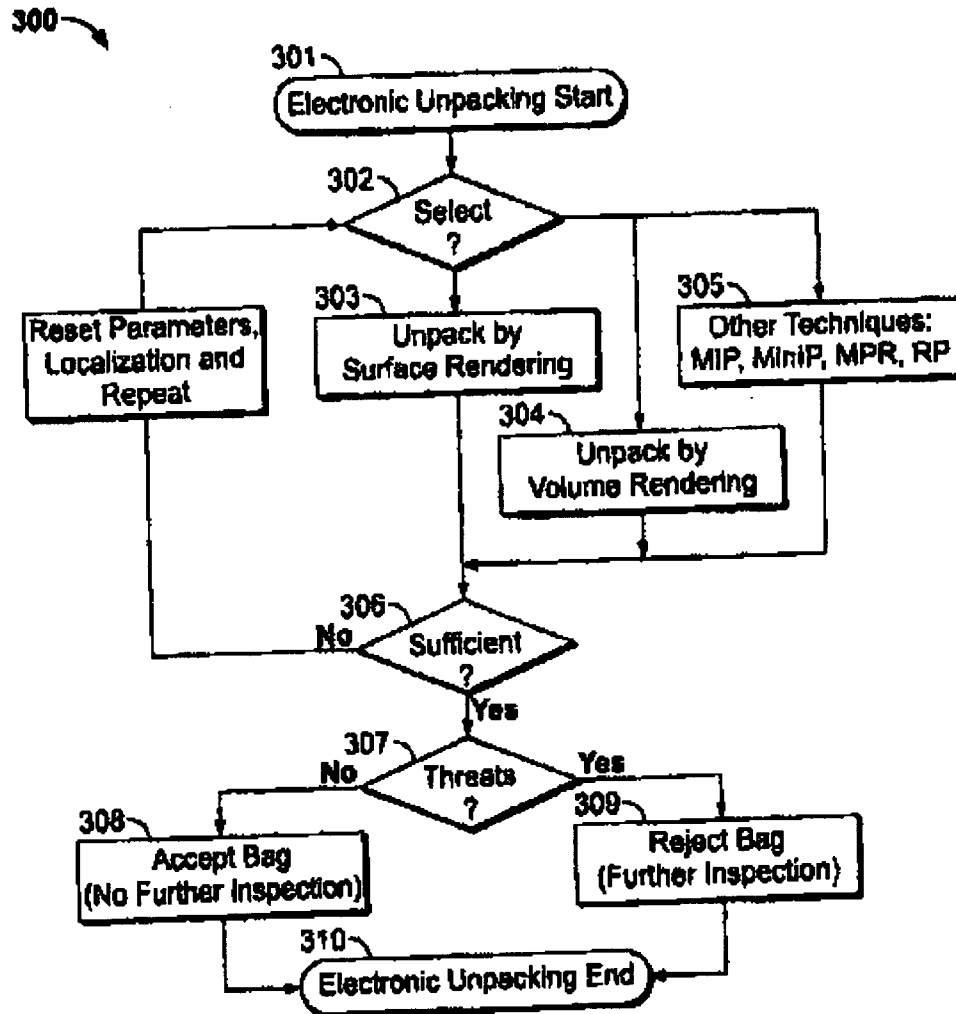 300
301
Electronic Unpacking Start
302
Select
?
303
Unpack by
Surface Rendering
305
Other Techniques:
MIP, MinIP, MPR, RP
Reset Parameters,
Localization and
Repeat
304
Unpack by
Volume Rendering
306
No
Sufficient
?
Yes
307
No
Threats
?
Yes
308
Accept Bag
(No Further Inspection)
309
Reject Bag
(Further Inspection)
310
Electronic Unpacking End